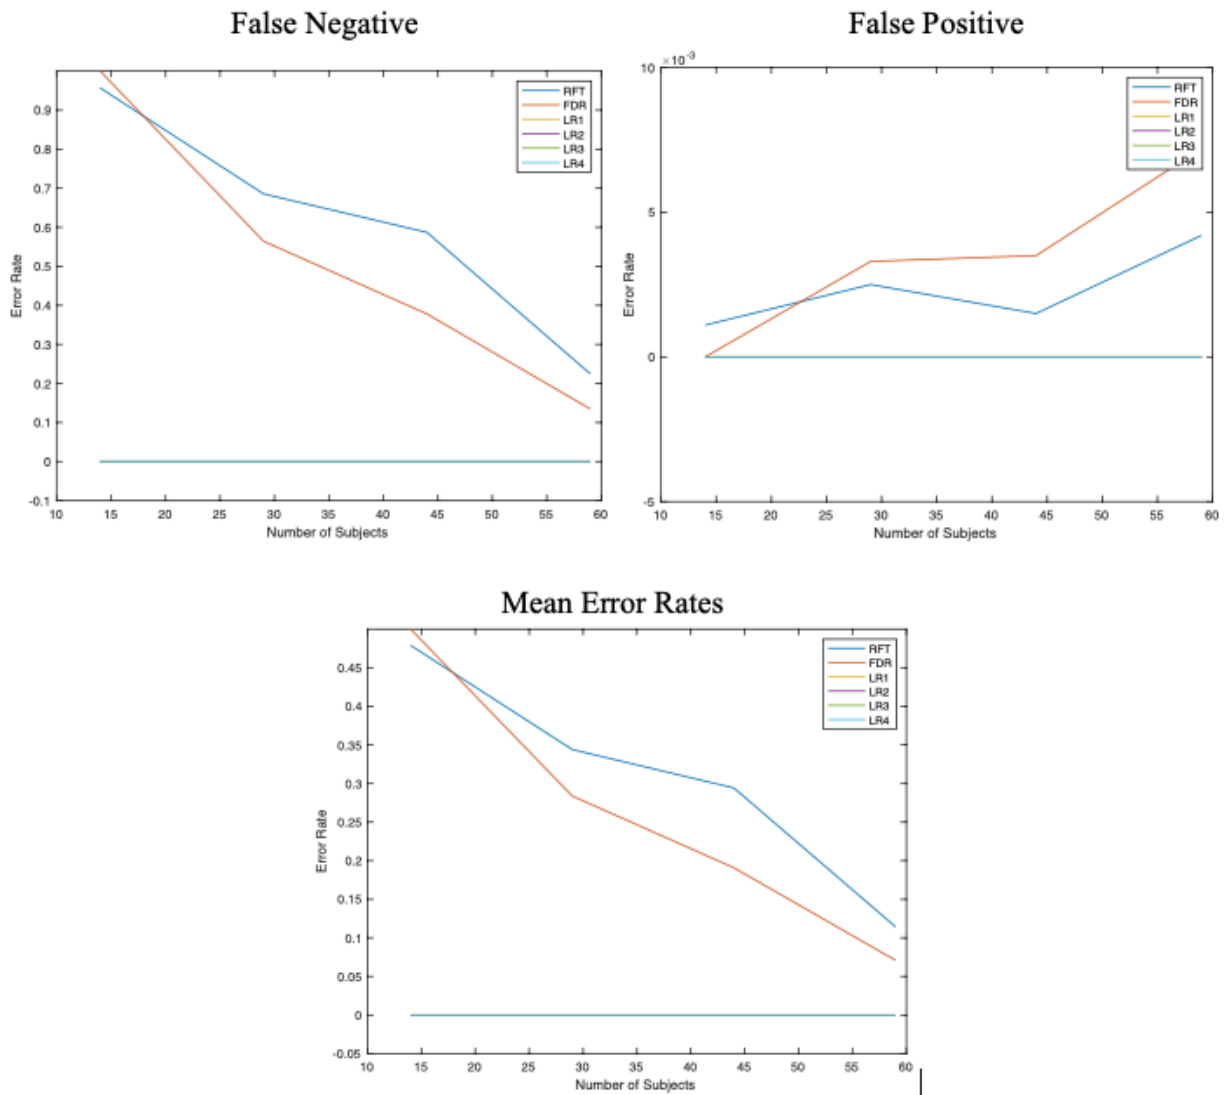 False Negative
0.9
0.8
0.7
0.6
0.5
0.4
0.3
0.2
0.1
0
-0.1
Error Rate
10 15 20 25 30 35 40 45 50 55 60
Number of Subjects
RFT
FDR
LR1
LR2
LR3
LR4
False Positive
×10⁻³
10
5
0
-5
Error Rate
10 15 20 25 30 35 40 45 50 55 60
Number of Subjects
RFT
FDR
LR1
LR2
LR3
LR4
Mean Error Rates
0.45
0.4
0.35
0.3
0.25
0.2
0.15
0.1
0.05
0
-0.05
Error Rate
10 15 20 25 30 35 40 45 50 55 60
Number of Subjects
RFT
FDR
LR1
LR2
LR3
LR4